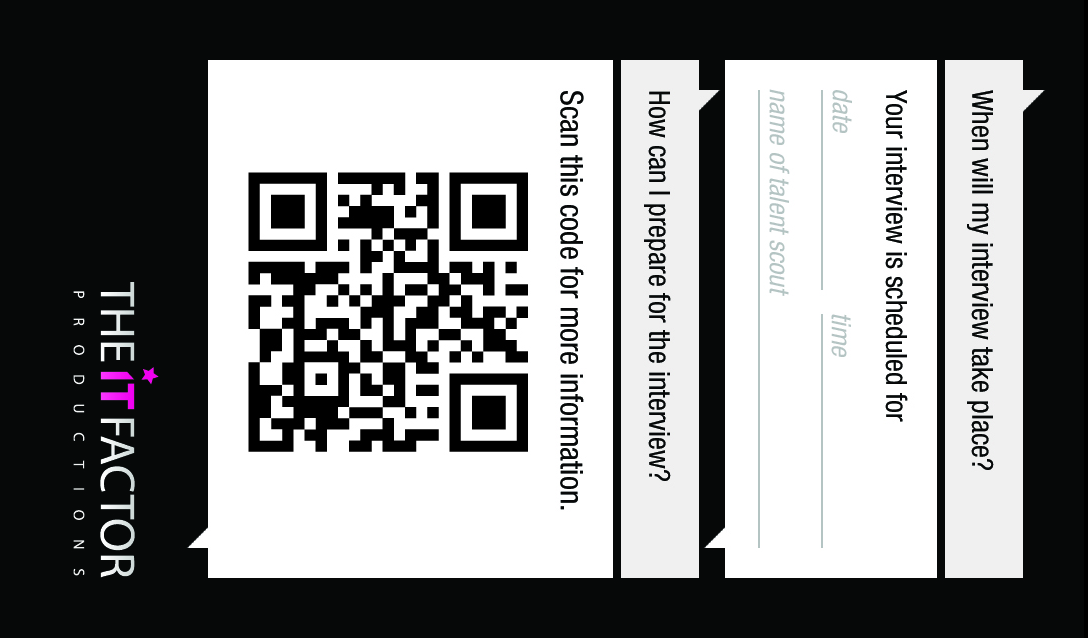 When will my interview take place?
Your interview is scheduled for
date time
name of talent scout
How can I prepare for the interview?
Scan this code for more information.
THE iT FACTOR
PRODUCTIONS